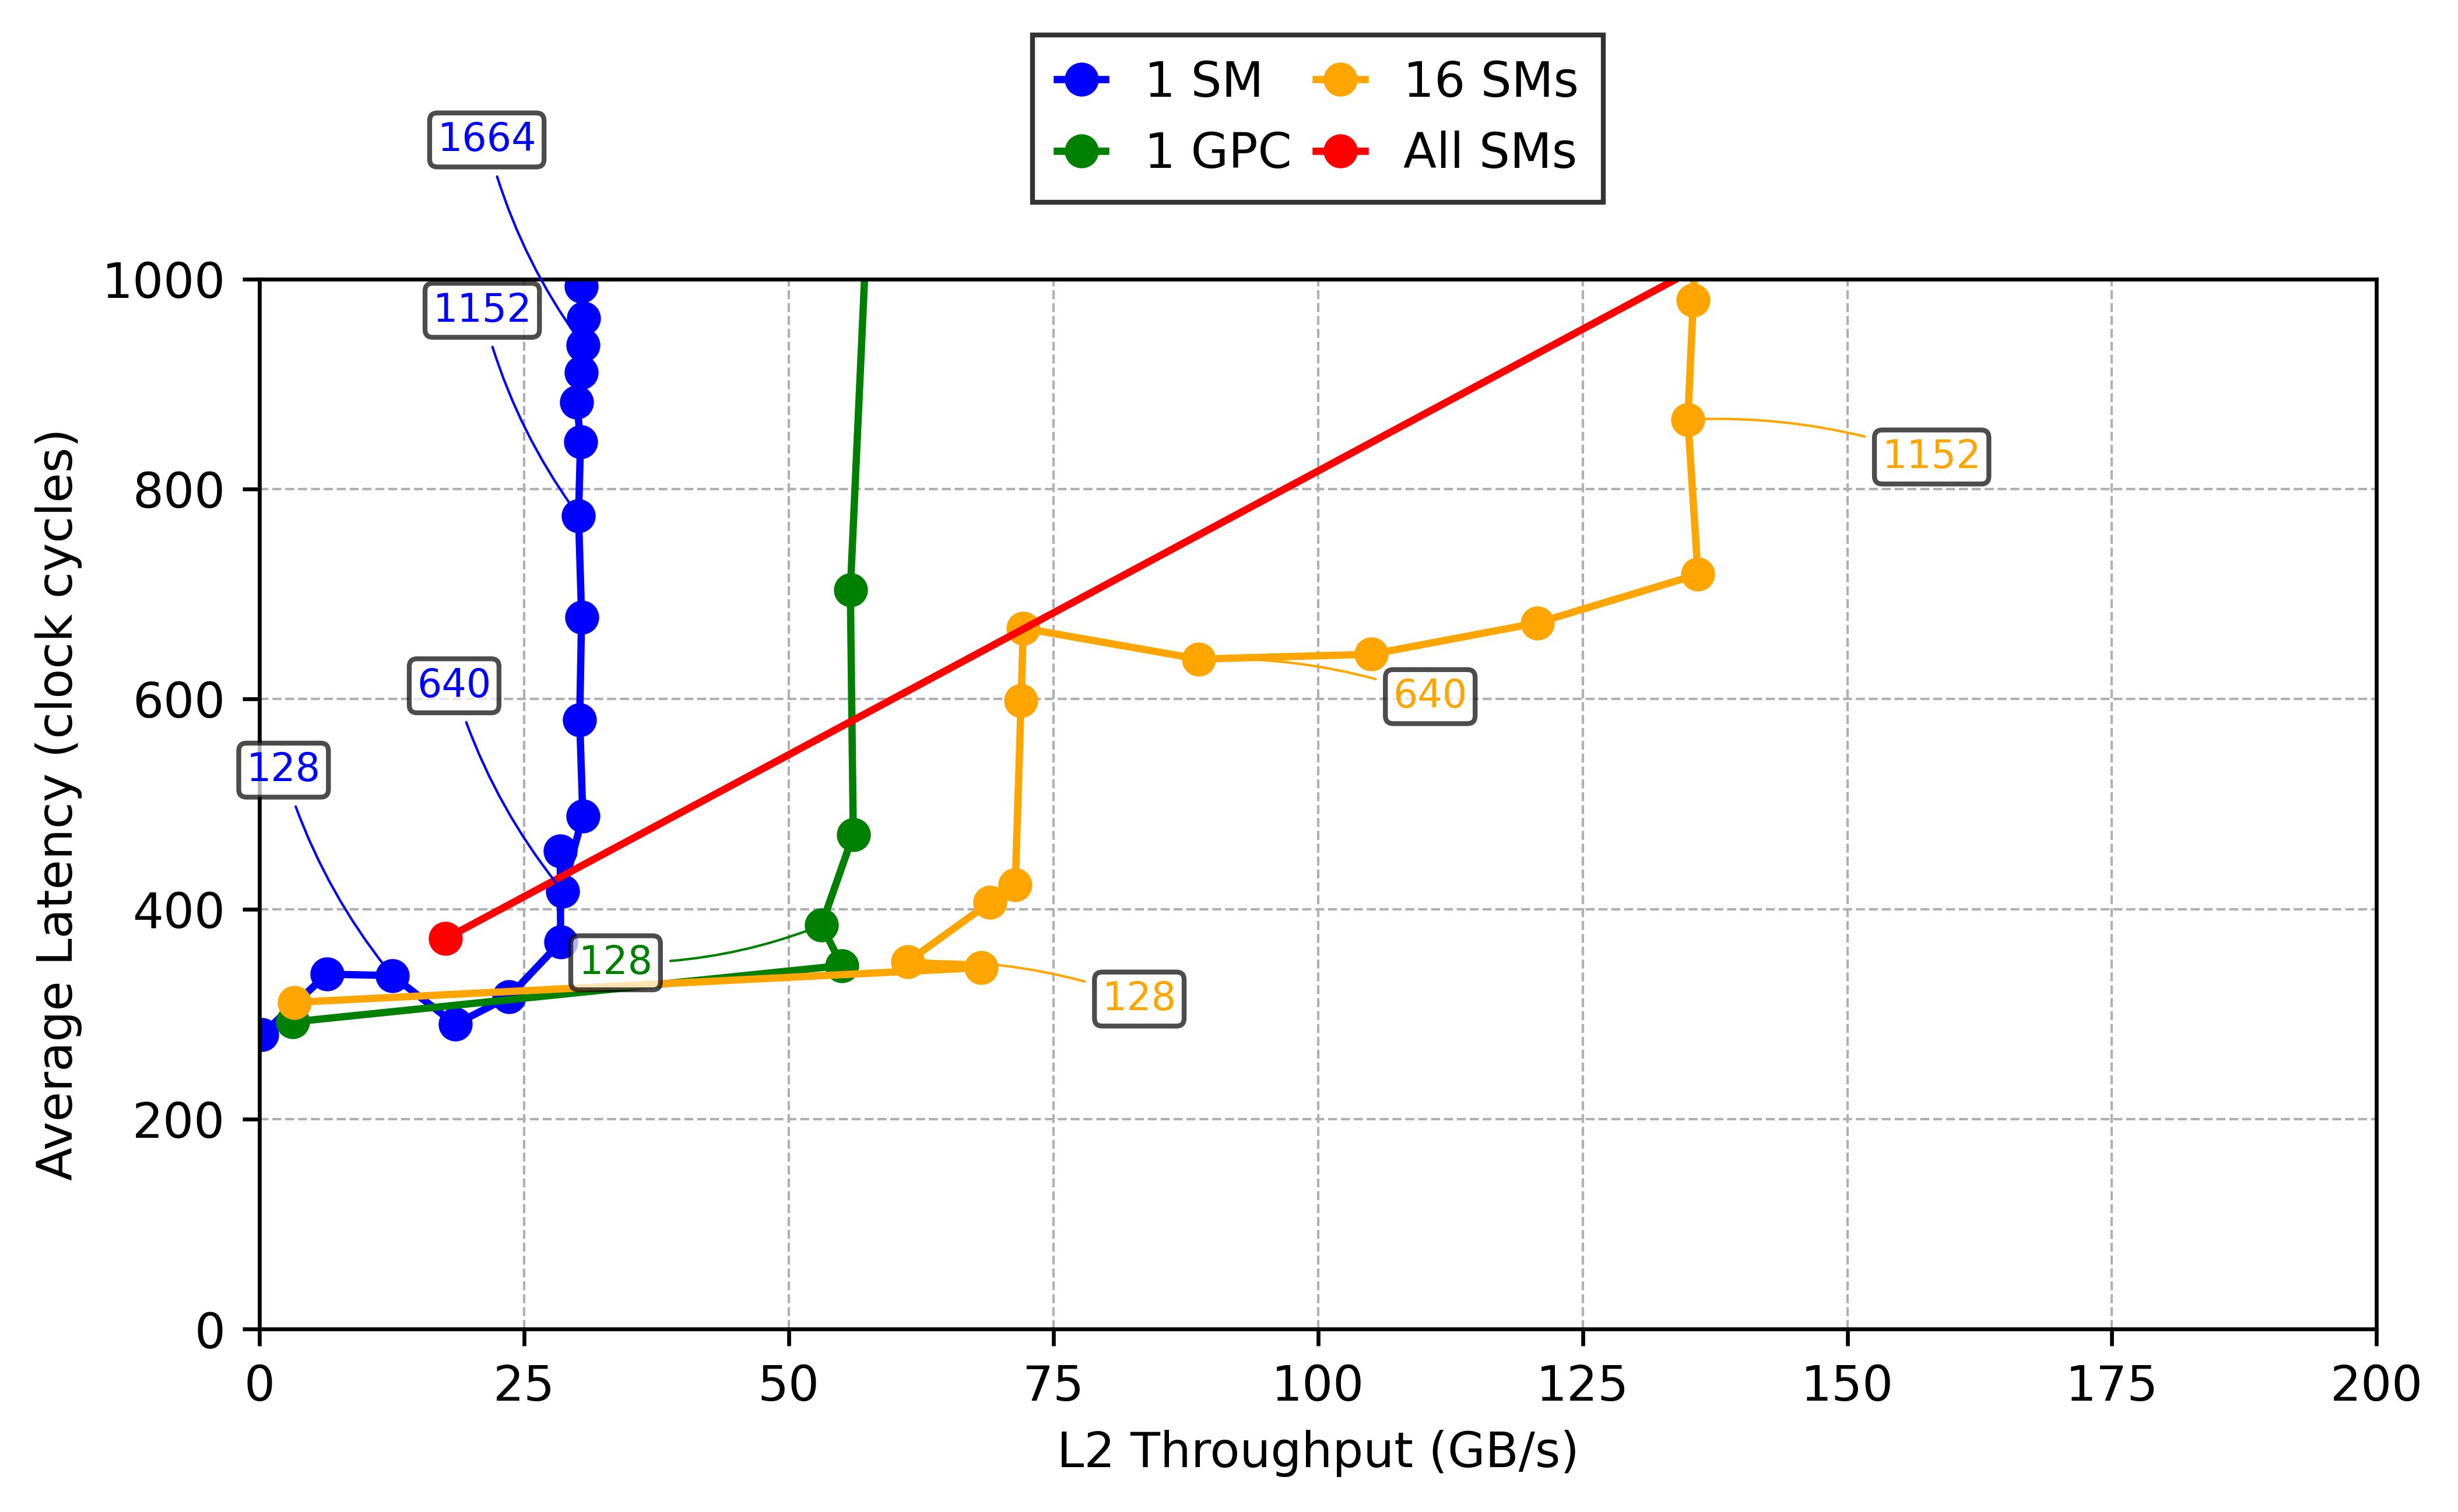 1 SM
16 SMs
1 GPC
All SMs
1664
1152
640
128
128
128
640
1152
1000
800
600
400
200
0
Average Latency (clock cycles)
0 25 50 75 100 125 150 175 200
L2 Throughput (GB/s)